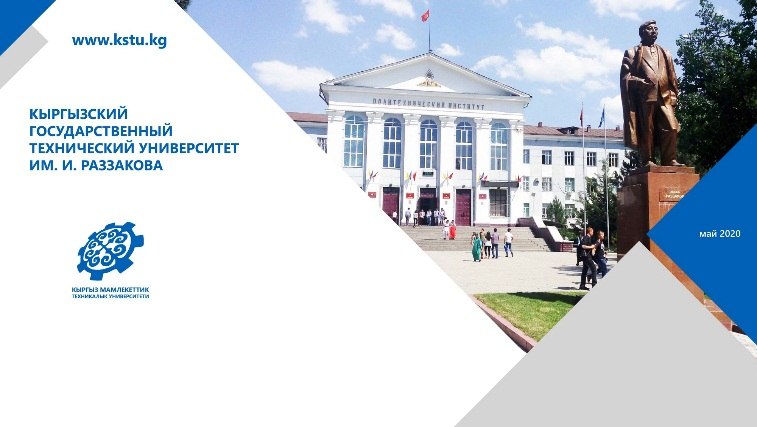 www.kstu.kg
КЫРГЫЗСКИЙ
ГОСУДАРСТВЕННЫЙ
ТЕХНИЧЕСКИЙ УНИВЕРСИТЕТ
ИМ. И. РАЗЗАКОВА
КЫРГЫЗ МАМЛЕКЕТТИК
ТЕХНИКАЛЫК УНИВЕРСИТЕТИ
ПОЛИТЕХНИЧЕСКИЙ ИНСТИТУТ
май 2020